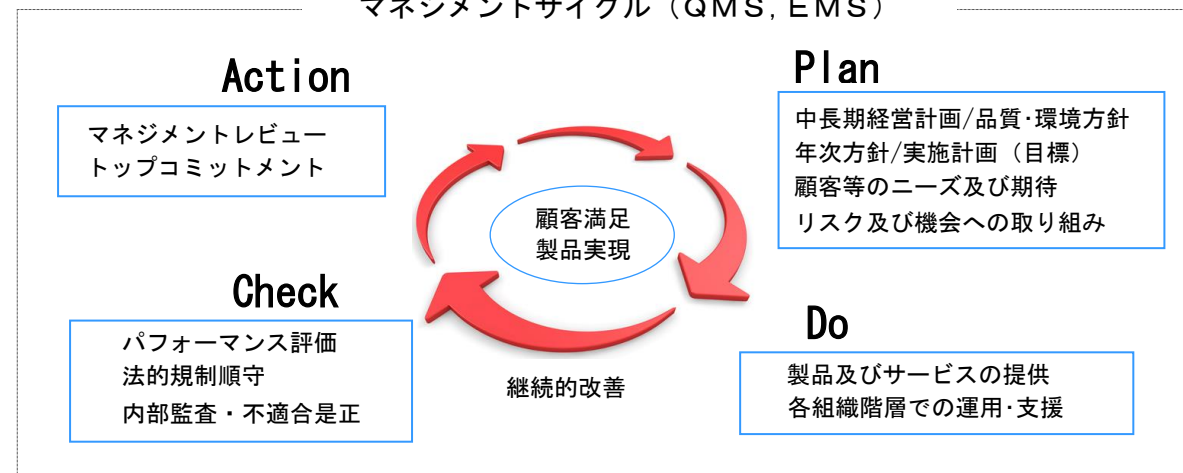 マネジメントサイクル（ＱＭＳ,ＥＭＳ）
Action
マネジメントレビュー
トップコミットメント
Plan
中長期経営計画/品質･環境方針
年次方針/実施計画（目標）
顧客等のニーズ及び期待
リスク及び機会への取り組み
顧客満足
製品実現
Check
パフォーマンス評価
法的規制順守
内部監査・不適合是正
継続的改善
Do
製品及びサービスの提供
各組織階層での運用･支援